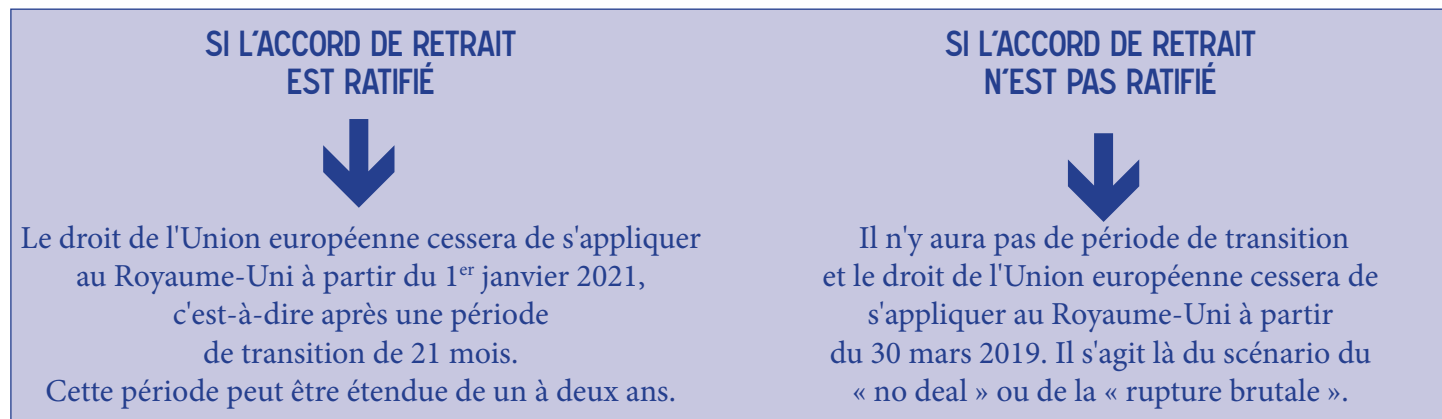 SI L'ACCORD DE RETRAIT
EST RATIFIÉ
Le droit de l'Union européenne cessera de s'appliquer
au Royaume-Uni à partir du 1er janvier 2021,
c'est-à-dire après une période
de transition de 21 mois.
Cette période peut être étendue de un à deux ans.
SI L'ACCORD DE RETRAIT
N'EST PAS RATIFIÉ
Il n'y aura pas de période de transition
et le droit de l'Union européenne cessera de
s'appliquer au Royaume-Uni à partir
du 30 mars 2019. Il s'agit là du scénario du
« no deal » ou de la « rupture brutale ».